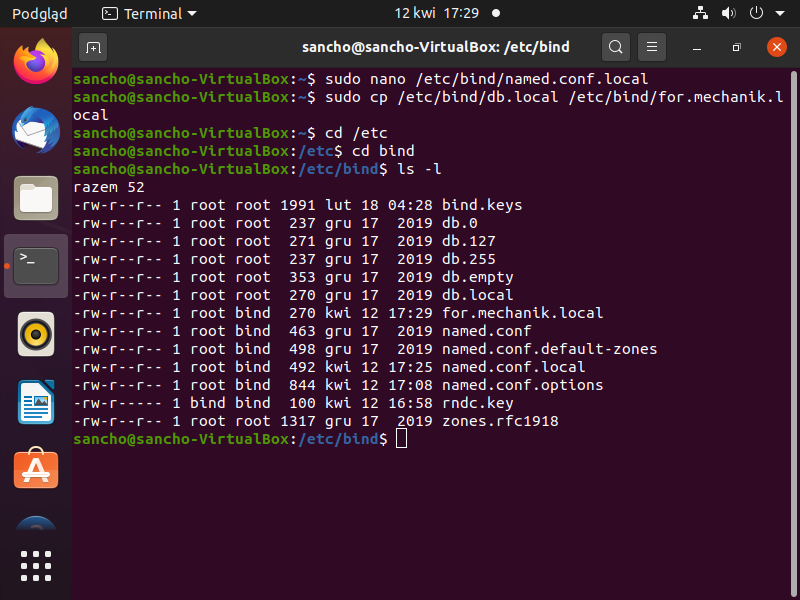 Podgląd
Terminal
12 kwi 17:29
sancho@sancho-VirtualBox: /etc/bind
sancho@sancho-VirtualBox:~$ sudo nano /etc/bind/named.conf.local
sancho@sancho-VirtualBox:~$ sudo cp /etc/bind/db.local /etc/bind/for.mechanik.l
ocal
sancho@sancho-VirtualBox:~$ cd /etc
sancho@sancho-VirtualBox:/etc$ cd bind
sancho@sancho-VirtualBox:/etc/bind$ ls -l
razem 52
-rw-r--r-- 1 root root 1991 lut 18 04:28 bind.keys
-rw-r--r-- 1 root root  237 gru 17  2019 db.0
-rw-r--r-- 1 root root  271 gru 17  2019 db.127
-rw-r--r-- 1 root root  237 gru 17  2019 db.255
-rw-r--r-- 1 root root  353 gru 17  2019 db.empty
-rw-r--r-- 1 root root  270 gru 17  2019 db.local
-rw-r--r-- 1 root bind  270 kwi 12 17:29 for.mechanik.local
-rw-r--r-- 1 root bind  463 gru 17  2019 named.conf
-rw-r--r-- 1 root bind  498 gru 17  2019 named.conf.default-zones
-rw-r--r-- 1 root bind  492 kwi 12 17:25 named.conf.local
-rw-r--r-- 1 root bind  844 kwi 12 17:08 named.conf.options
-rw-r----- 1 bind bind  100 kwi 12 16:58 rndc.key
-rw-r--r-- 1 root root 1317 gru 17  2019 zones.rfc1918
sancho@sancho-VirtualBox:/etc/bind$